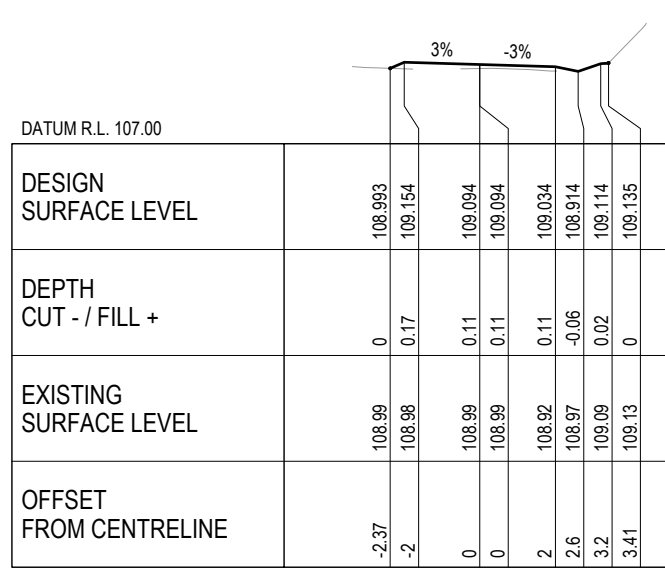 3% -3%
DATUM R.L. 107.00
DESIGN
SURFACE LEVEL
108.993 109.154 109.094 109.094 109.034 108.914 109.114 109.135
DEPTH
CUT - / FILL +
0 0.17 0.11 0.11 0.11 -0.06 0.02 0
EXISTING
SURFACE LEVEL
108.99 108.98 108.99 108.99 108.92 108.97 109.09 109.13
OFFSET
FROM CENTRELINE
-2.37 -2 0 0 2 2.6 3.2 3.41